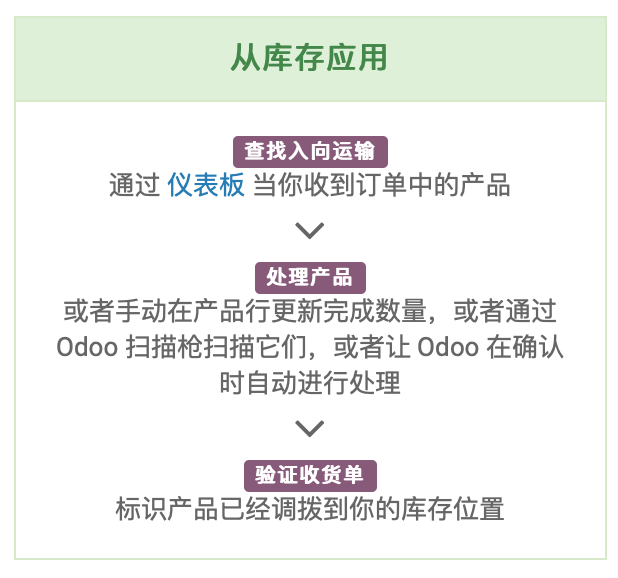 从库存应用
查找入向运输
通过 仪表板 当你收到订单中的产品
处理产品
或者手动在产品行更新完成数量，或者通过
Odoo 扫描枪扫描它们，或者让 Odoo 在确认
时自动进行处理
验证收货单
标识产品已经调拨到你的库存位置